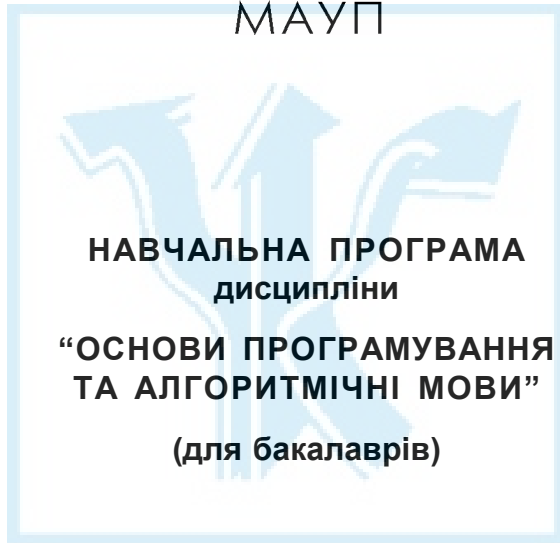 МАУП
НАВЧАЛЬНА ПРОГРАМА
дисципліни
“ОСНОВИ ПРОГРАМУВАННЯ
ТА АЛГОРИТМІЧНІ МОВИ”
(для бакалаврів)